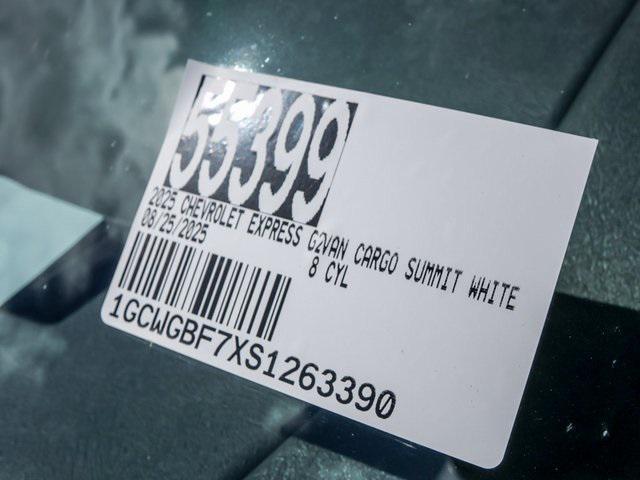 55399
2025 CHEVROLET EXPRESS G2VAN CARGO SUMMIT WHITE
08/25/2025 8 CYL
1GCWGBF7XS1263390